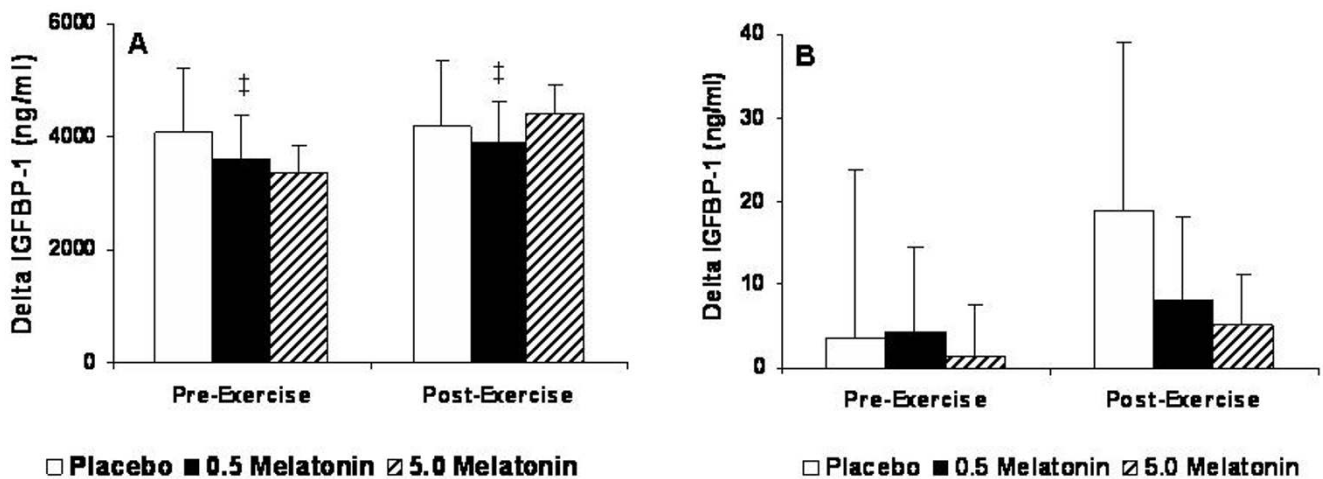 A
Delta IGFBP-1 (ng/ml)
6000
4000
2000
0
‡
‡
Pre-Exercise
Post-Exercise
Placebo 0.5 Melatonin 5.0 Melatonin
B
Delta IGFBP-1 (ng/ml)
40
30
20
10
0
Pre-Exercise
Post-Exercise
Placebo 0.5 Melatonin 5.0 Melatonin